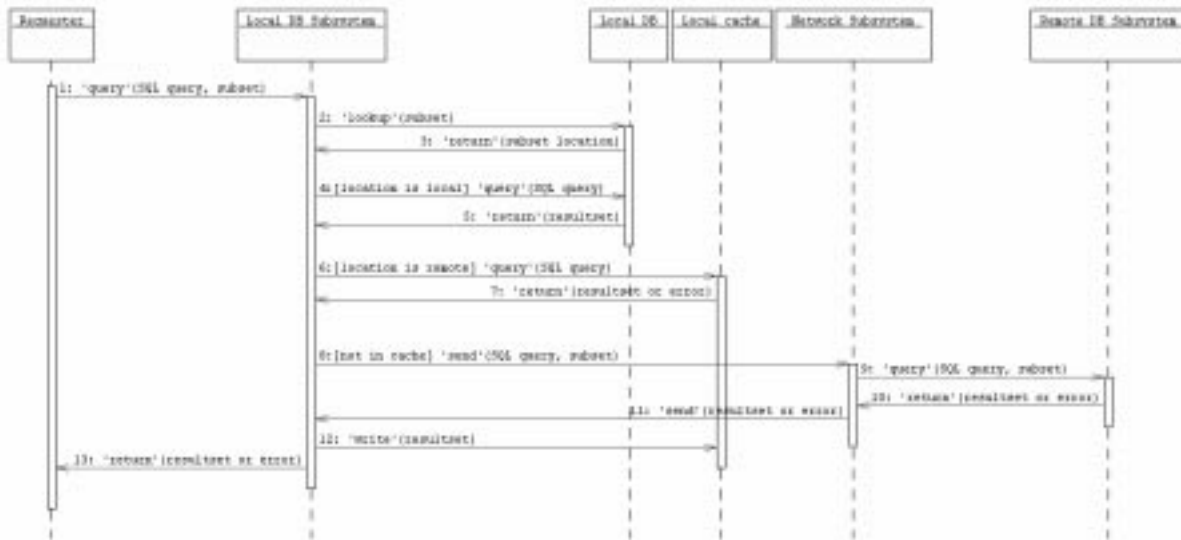 Requester
Local DB Subsystem
Local DB
Local cache
Network Subsystem
Remote DB Subsystem
1: 'query'(SQL query, subset)
2: 'lookup'(subset)
3: 'return'(subset location)
4:[location is local] 'query'(SQL query)
5: 'return'(resultset)
6:[location is remote] 'query'(SQL query)
7: 'return'(resultset or error)
8:[not in cache] 'send'(SQL query, subset)
9: 'query'(SQL query, subset)
10: 'return'(resultset or error)
11: 'send'(resultset or error)
12: 'write'(resultset)
13: 'return'(resultset or error)